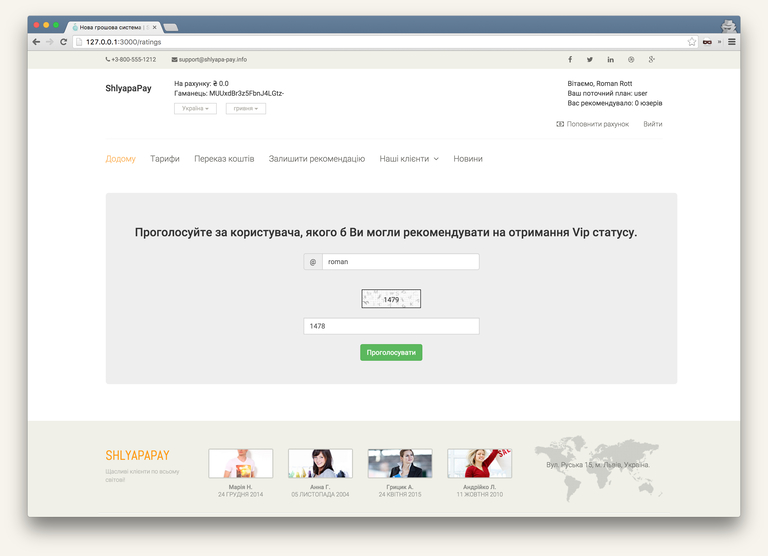 Нова грошова система |
127.0.0.1:3000/ratings
+3-800-555-1212
support@shlyapa-pay.info
ShlyapaPay
На рахунку: ₴ 0.0
Гаманець: MUUxdBr3z5FbnJ4LGtz-
Україна
гривне
Вітаємо, Roman Rott
Ваш поточний план: user
Вас рекомендувало: 0 юзерів
Поповнити рахунок Вийти
Додому Тарифи Переказ коштів Залишити рекомендацію Наші клієнти Новини
Проголосуйте за користувача, якого б Ви могли рекомендувати на отримання Vip статусу.
@ roman
1479
1478
Проголосувати
SHLYAPAPAY
Щасливі клієнти по всьому
світові!
Марія Н.
24 ГРУДНЯ 2014
Анна Г.
05 ЛИСТОПАДА 2004
Грицик А.
24 КВІТНЯ 2015
SAL
Андрійко Л.
11 ЖОВТНЯ 2010
Вул. Руська 15, м. Львів, Україна.